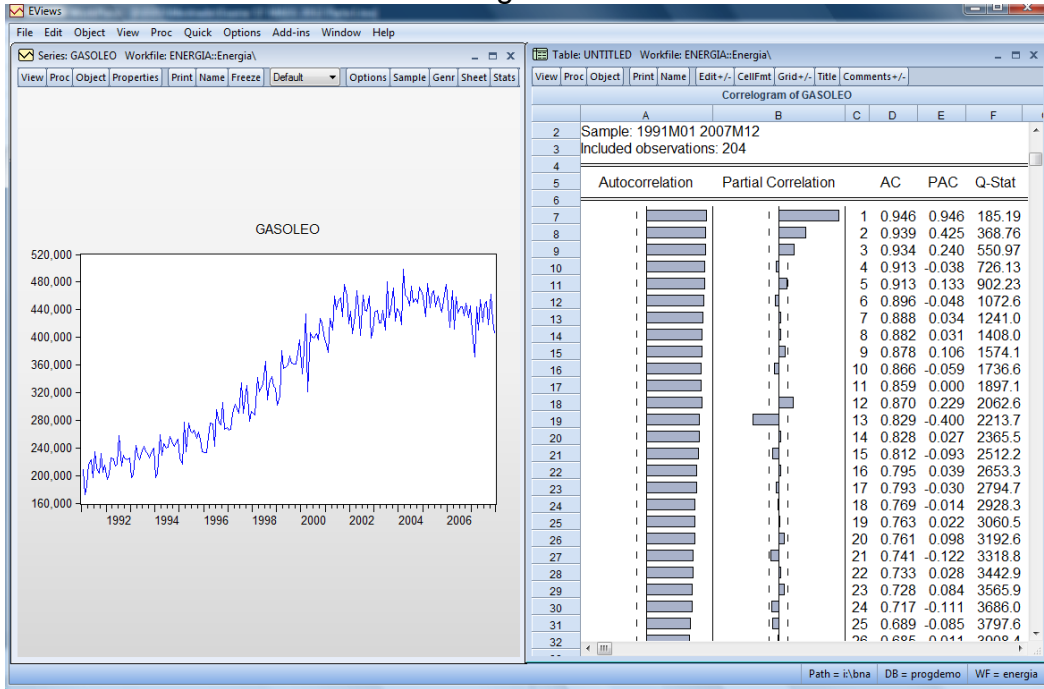 EViews
File Edit Object View Proc Quick Options Add-ins Window Help
Series: GASOLEO Workfile: ENERGIA::Energia\
View Proc Object Properties Print Name Freeze Default Options Sample Genr Sheet Stats
GASOLEO
520,000
480,000
440,000
400,000
360,000
320,000
280,000
240,000
200,000
160,000
1992 1994 1996 1998 2000 2002 2004 2006
Table: UNTITLED Workfile: ENERGIA::Energia\
View Proc Object Print Name Edit+/- CellFmt Grid+/- Title Comments+/-
Correlogram of GASOLEO
A B C D E F
2 Sample: 1991M01 2007M12
3 Included observations: 204
4
5 Autocorrelation Partial Correlation AC PAC Q-Stat
6
7 1 0.946 0.946 185.19
8 2 0.939 0.425 368.76
9 3 0.934 0.240 550.97
10 4 0.913 -0.038 726.13
11 5 0.913 0.133 902.23
12 6 0.896 -0.048 1072.6
13 7 0.888 0.034 1241.0
14 8 0.882 0.031 1408.0
15 9 0.878 0.106 1574.1
16 10 0.866 -0.059 1736.6
17 11 0.859 0.000 1897.1
18 12 0.870 0.229 2062.6
19 13 0.829 -0.400 2213.7
20 14 0.828 0.027 2365.5
21 15 0.812 -0.093 2512.2
22 16 0.795 0.039 2653.3
23 17 0.793 -0.030 2794.7
24 18 0.769 -0.014 2928.3
25 19 0.763 0.022 3060.5
26 20 0.761 0.098 3192.6
27 21 0.741 -0.122 3318.8
28 22 0.733 0.028 3442.9
29 23 0.728 0.084 3565.9
30 24 0.717 -0.111 3686.0
31 25 0.689 -0.085 3797.6
32 26 0.685 0.011 3908.4
Path = i:\bna DB = progdemo WF = energia